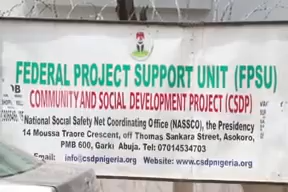 FEDERAL PROJECT SUPPORT UNIT (FPSU)
COMMUNITY AND SOCIAL DEVELOPMENT PROJECT (CSDP)
National Social Safety Net Coordinating Office (NASSCO), the Presidency
14 Moussa Traore Crescent, off Thomas Sankara Street, Asokoro,
PMB 600, Garki Abuja. Tel: 07014534703
Email: info@csdpnigeria.org Website: www.csdpnigeria.org